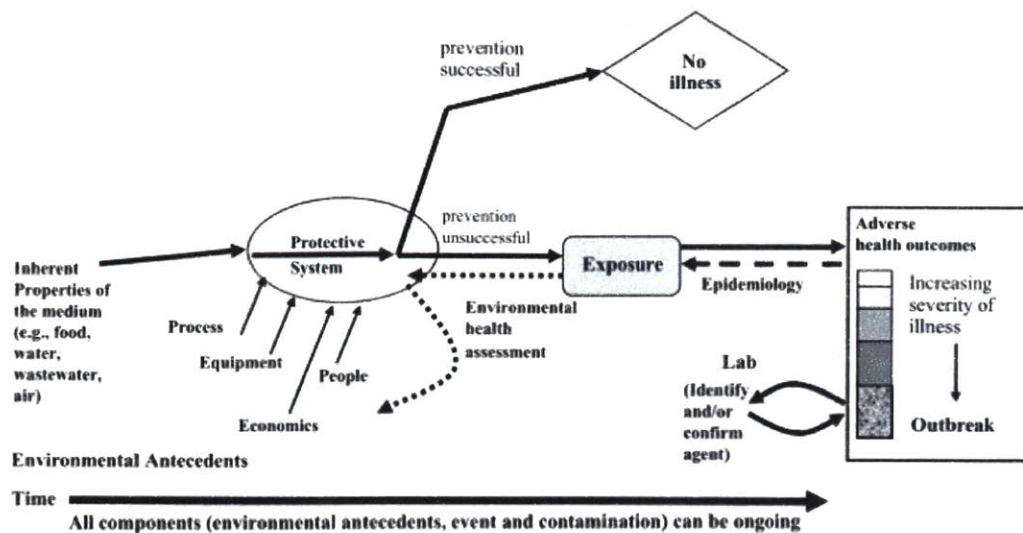 prevention
successful
No
illness
prevention
unsuccessful
Protective
System
Exposure
Adverse
health outcomes
Increasing
severity of
illness
Outbreak
Epidemiology
Environmental
health
assessment
Inherent
Properties of
the medium
(e.g., food,
water,
wastewater,
air)
Process
Equipment
People
Economics
Lab
(Identify
and/or
confirm
agent)
Environmental Antecedents
Time
All components (environmental antecedents, event and contamination) can be ongoing